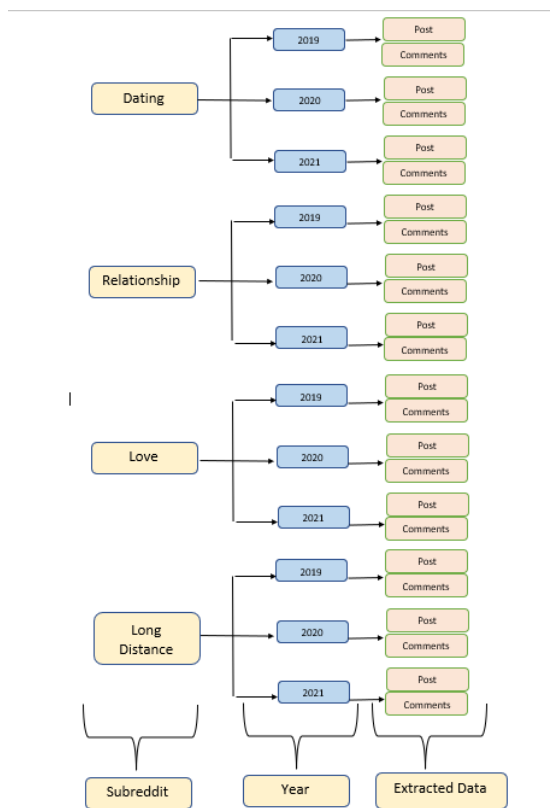 2019
Post
Comments
Dating
2020
Post
Comments
2021
Post
Comments
2019
Post
Comments
Relationship
2020
Post
Comments
2021
Post
Comments
2019
Post
Comments
Love
2020
Post
Comments
2021
Post
Comments
2019
Post
Comments
Long
Distance
2020
Post
Comments
2021
Post
Comments
Subreddit
Year
Extracted Data